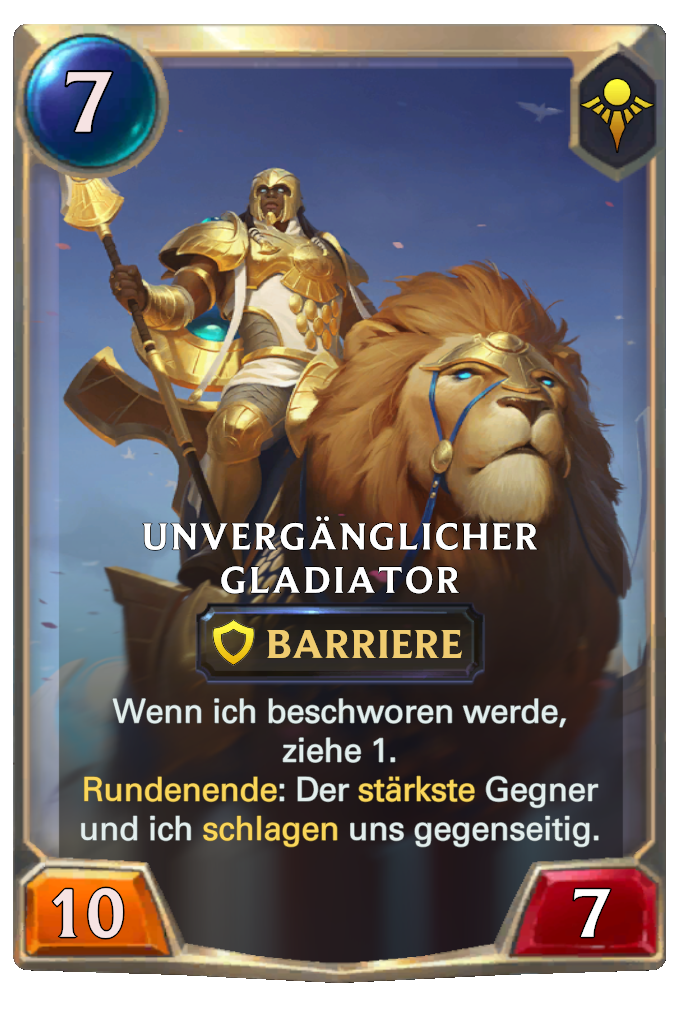 7
UNVERGÄNGLICHER
GLADIATOR
BARRIERE
Wenn ich beschworen werde,
ziehe 1.
Rundenende: Der stärkste Gegner
und ich schlagen uns gegenseitig.
10
7